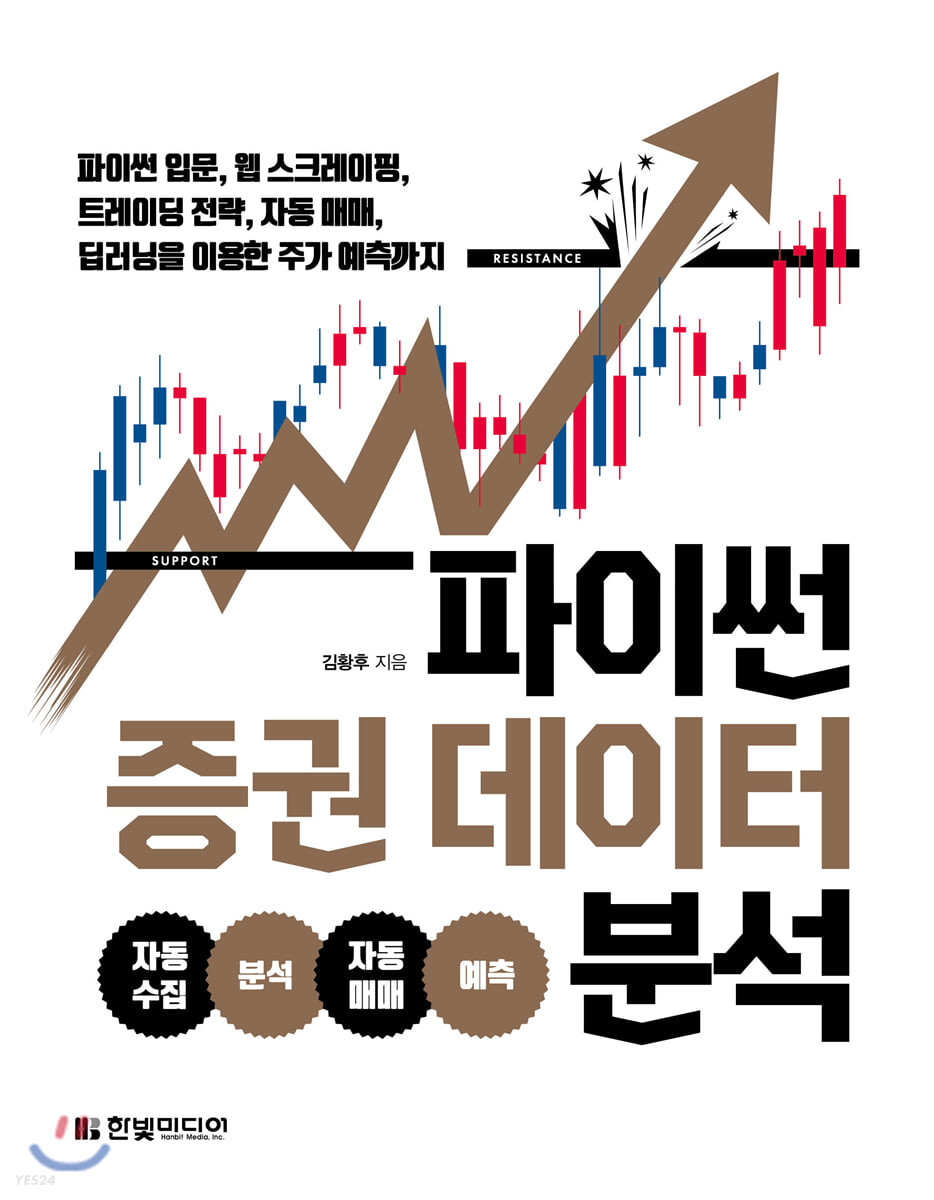 파이썬 입문, 웹 스크레이핑,
트레이딩 전략, 자동 매매,
딥러닝을 이용한 주가 예측까지
RESISTANCE
SUPPORT
김황후 지음
파이썬
증권 데이터
분석
자동
수집
분석
자동
매매
예측
한빛미디어
Hanbit Media, Inc.
YES24